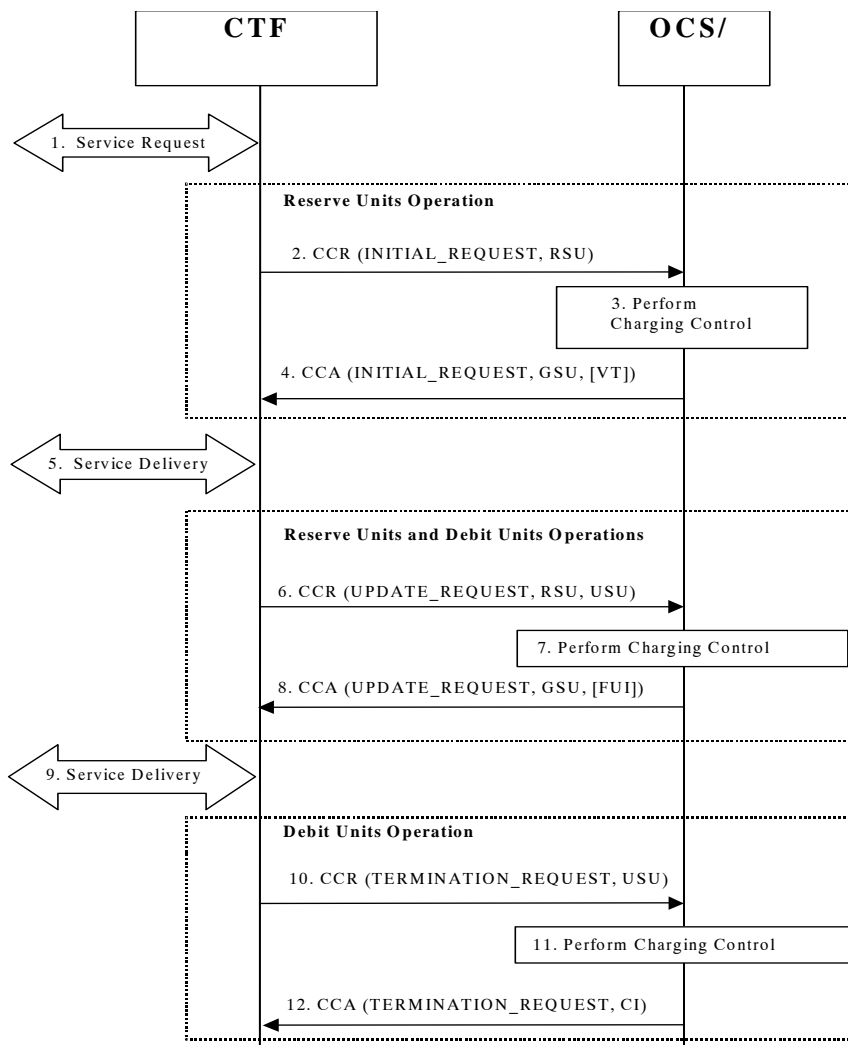 CTF
OCS/
1. Service Request
Reserve Units Operation
2. CCR (INITIAL_REQUEST, RSU)
3. Perform
Charging Control
4. CCA (INITIAL_REQUEST, GSU, [VT])
5. Service Delivery
Reserve Units and Debit Units Operations
6. CCR (UPDATE_REQUEST, RSU, USU)
7. Perform Charging Control
8. CCA (UPDATE_REQUEST, GSU, [FUI])
9. Service Delivery
Debit Units Operation
10. CCR (TERMINATION_REQUEST, USU)
11. Perform Charging Control
12. CCA (TERMINATION_REQUEST, CI)